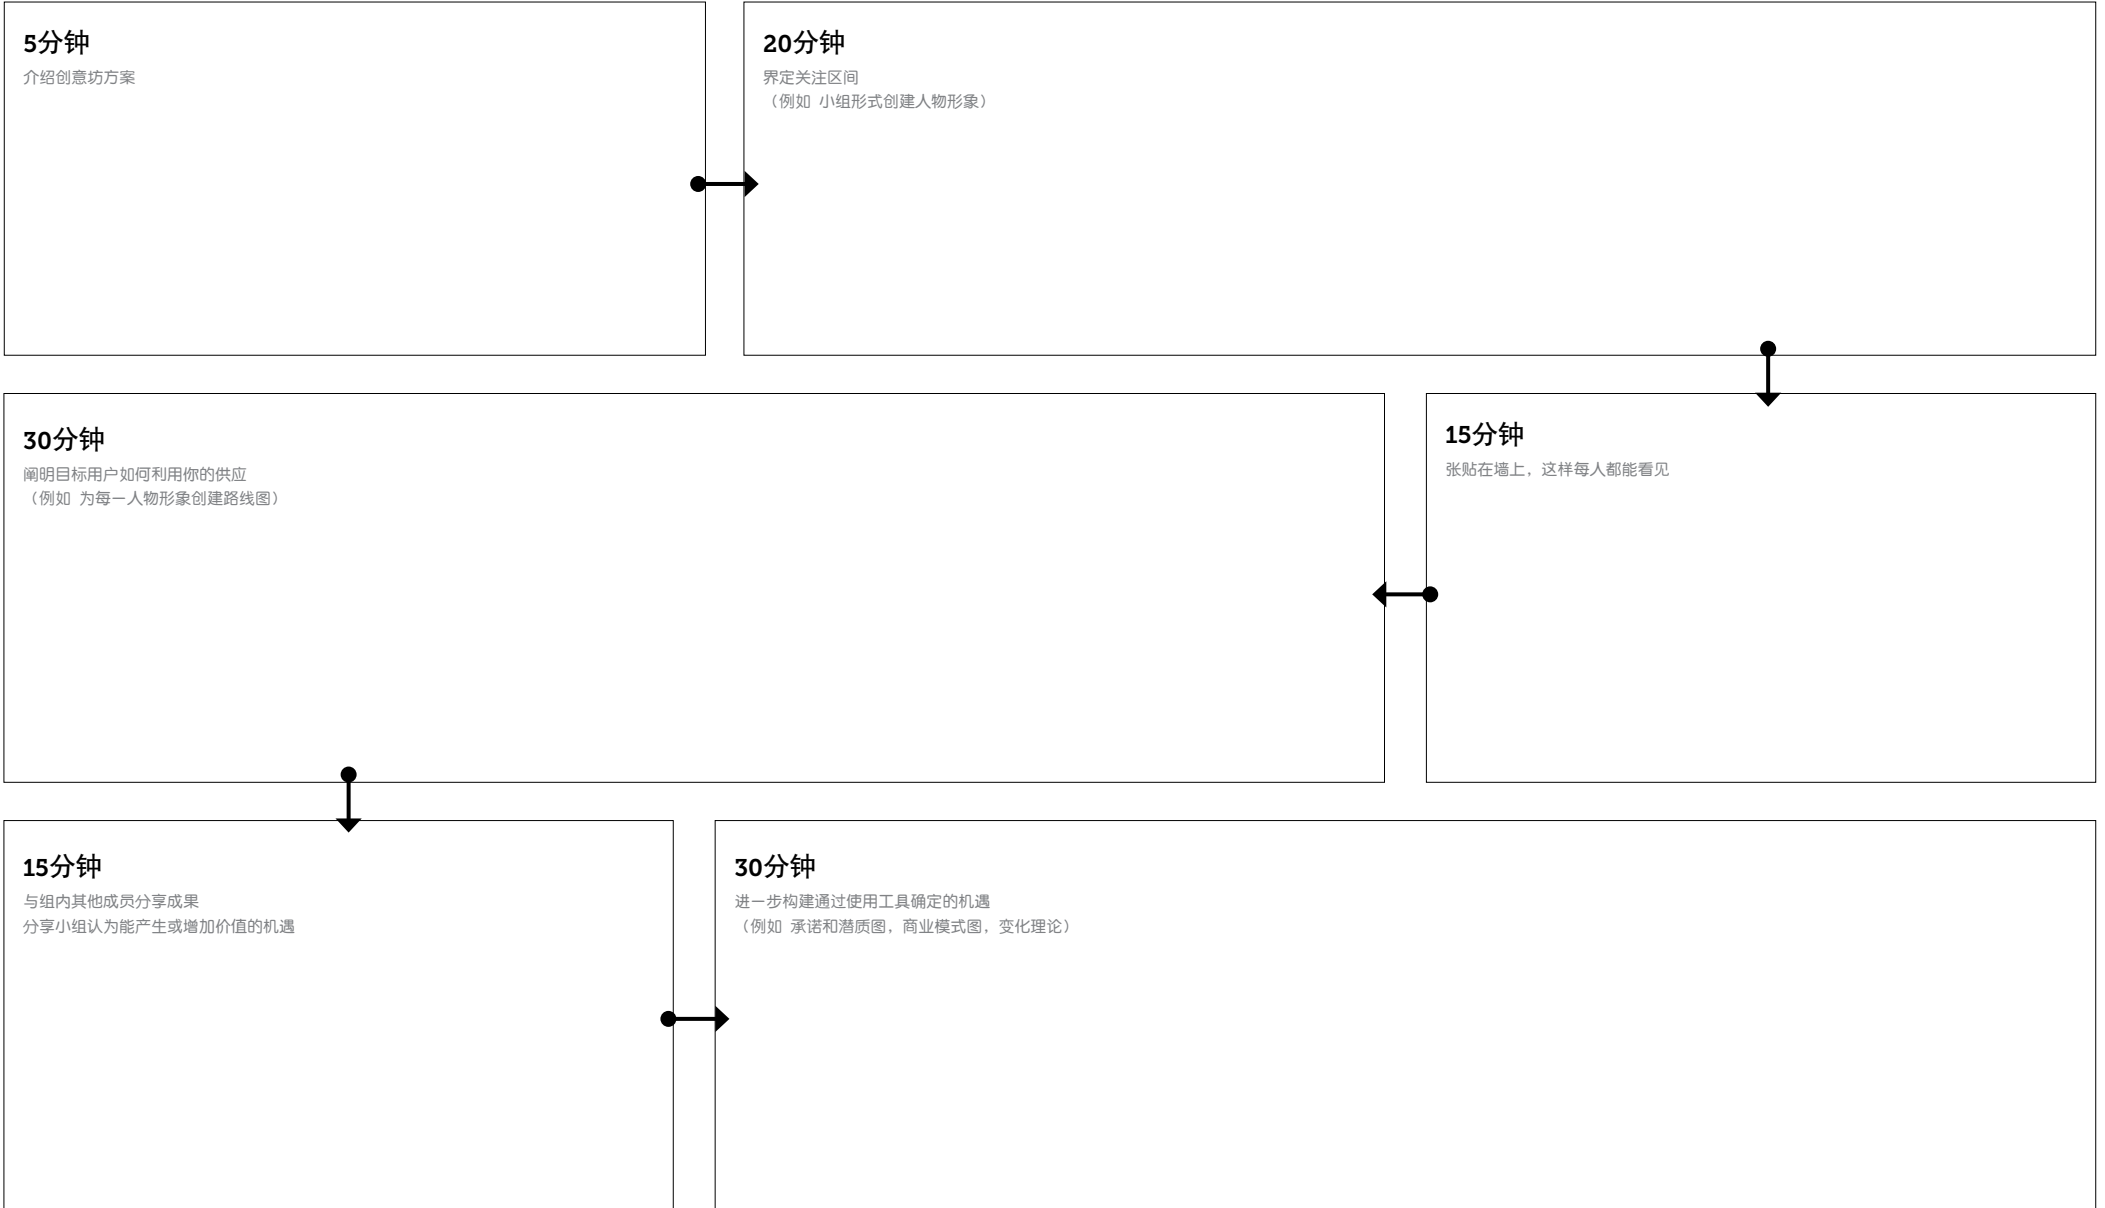 5分钟
介绍创意坊方案
20分钟
界定关注区间
（例如 小组形式创建人物形象）
15分钟
张贴在墙上，这样每人都能看见
30分钟
阐明目标用户如何利用你的供应
（例如 为每一人物形象创建路线图）
15分钟
与组内其他成员分享成果
分享小组认为能产生或增加价值的机遇
30分钟
进一步构建通过使用工具确定的机遇
（例如 承诺和潜质图，商业模式图，变化理论）